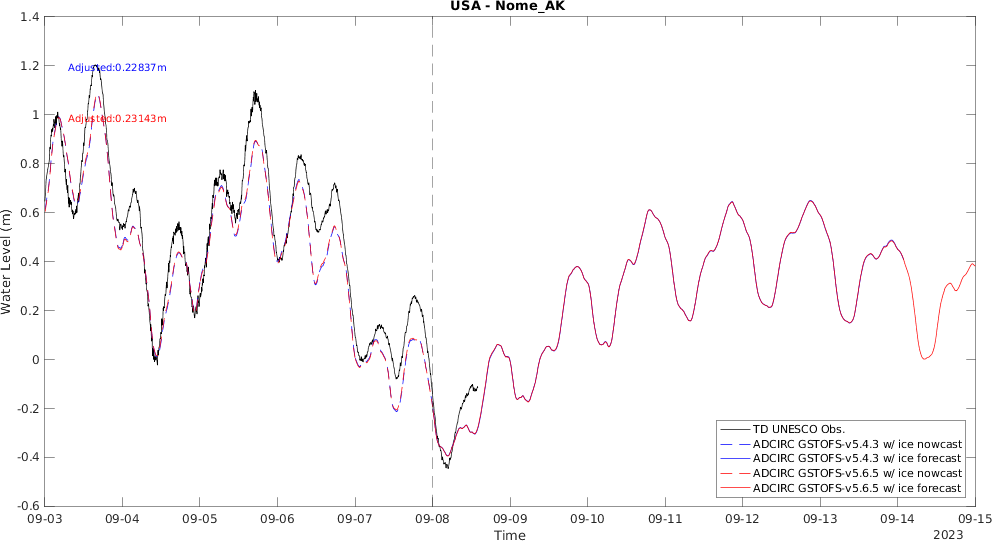 USA - Nome_AK
Water Level (m)
1.4
1.2
1
0.8
0.6
0.4
0.2
0
-0.2
-0.4
-0.6
Adjusted:0.22837m
Adjusted:0.23143m
TD UNESCO Obs.
ADCIRC GSTOFS-v5.4.3 w/ ice nowcast
ADCIRC GSTOFS-v5.4.3 w/ ice forecast
ADCIRC GSTOFS-v5.6.5 w/ ice nowcast
ADCIRC GSTOFS-v5.6.5 w/ ice forecast
09-03 09-04 09-05 09-06 09-07 09-08 09-09 09-10 09-11 09-12 09-13 09-14 09-15
Time
2023